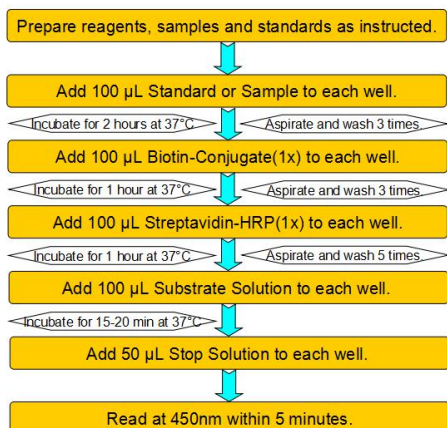 Prepare reagents, samples and standards as instructed.
Add 100 µL Standard or Sample to each well.
Incubate for 2 hours at 37°C
Aspirate and wash 3 times.
Add 100 µL Biotin-Conjugate(1x) to each well.
Incubate for 1 hour at 37°C
Aspirate and wash 3 times.
Add 100 µL Streptavidin-HRP(1x) to each well.
Incubate for 1 hour at 37°C
Aspirate and wash 5 times.
Add 100 µL Substrate Solution to each well.
Incubate for 15-20 min at 37°C
Add 50 µL Stop Solution to each well.
Read at 450nm within 5 minutes.